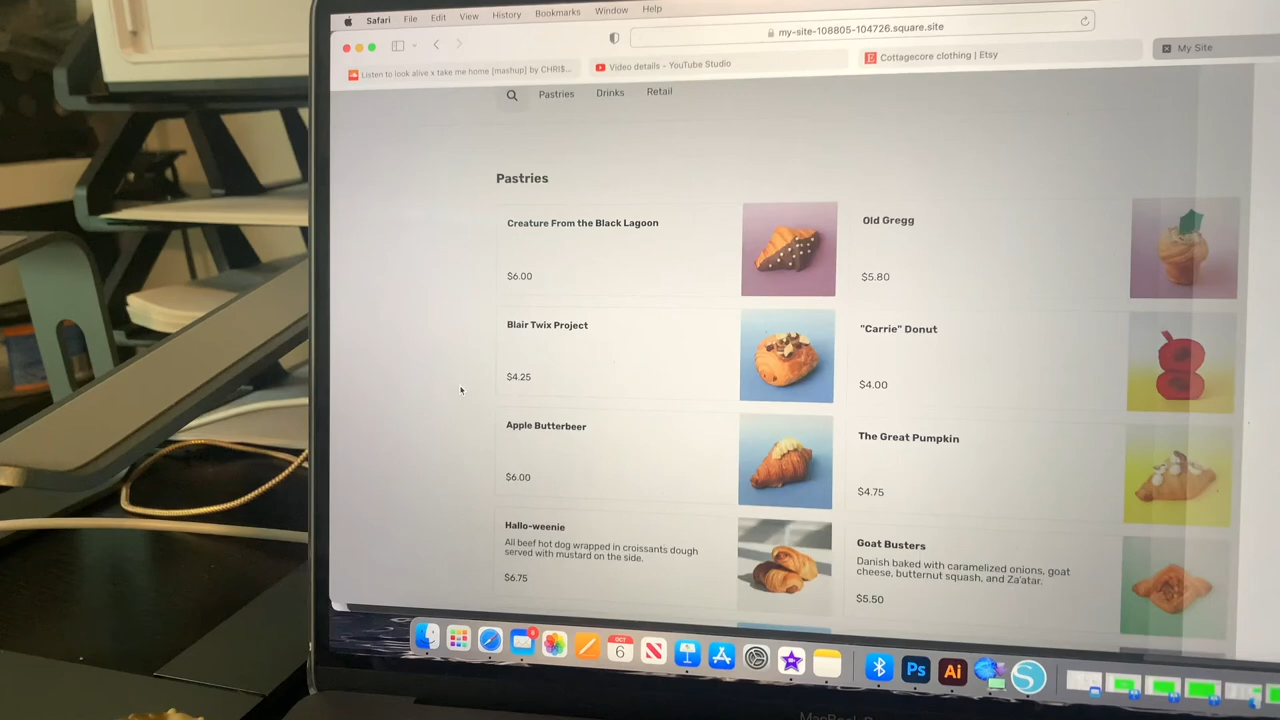 Safari File Edit View History Bookmarks Window Help
my-site-108805-104726.square.site
Listen to look alive x take me home [mashup] by CHRI$...
Video details - YouTube Studio
E Cottagecore clothing | Etsy
My Site
Pastries Drinks Retail
Pastries
Creature From the Black Lagoon
$6.00
Old Gregg
$5.80
Blair Twix Project
$4.25
"Carrie" Donut
$4.00
Apple Butterbeer
$6.00
The Great Pumpkin
$4.75
Hallo-weenie
All beef hot dog wrapped in croissants dough
served with mustard on the side.
$6.75
Goat Busters
Danish baked with caramelized onions, goat
cheese, butternut squash, and Za'atar.
$5.50
8
OCT
6
Ps
Ai
S